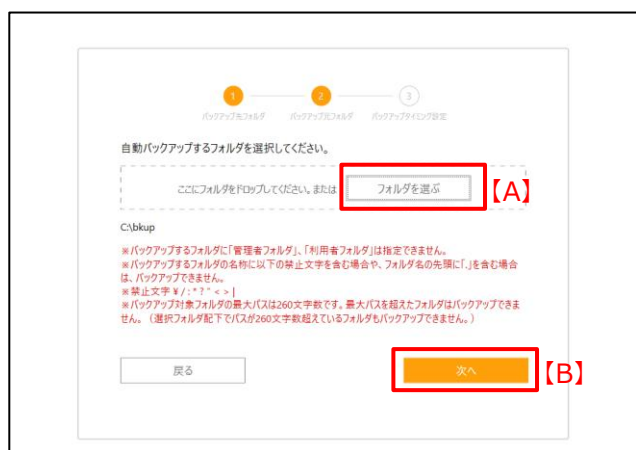 1 2 3
バックアップ先フォルダ バックアップ元フォルダ バックアップタイミング設定
自動バックアップするフォルダを選択してください。
ここにフォルダをドロップしてください。または フォルダを選ぶ 【A】
C:\bkup
※バックアップするフォルダに「管理者フォルダ」、「利用者フォルダ」は指定できません。
※バックアップするフォルダの名称に以下の禁止文字を含む場合や、フォルダ名の先頭に「.」を含む場合
は、バックアップできません。
※禁止文字 ¥ / : * ? " < > |
※バックアップ対象フォルダの最大パスは260文字数です。最大パスを超えたフォルダはバックアップできま
せん。（選択フォルダ配下でパスが260文字数超えているフォルダもバックアップできません。）
戻る 次へ 【B】